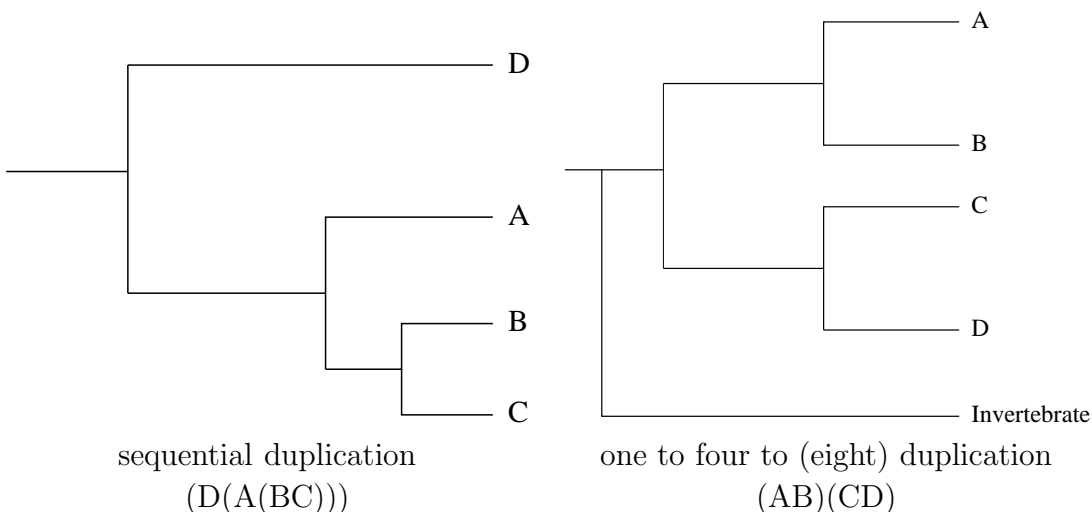 D
A
B
C
sequential duplication
(D(A(BC)))
A
B
C
D
Invertebrate
one to four to (eight) duplication
(AB)(CD)